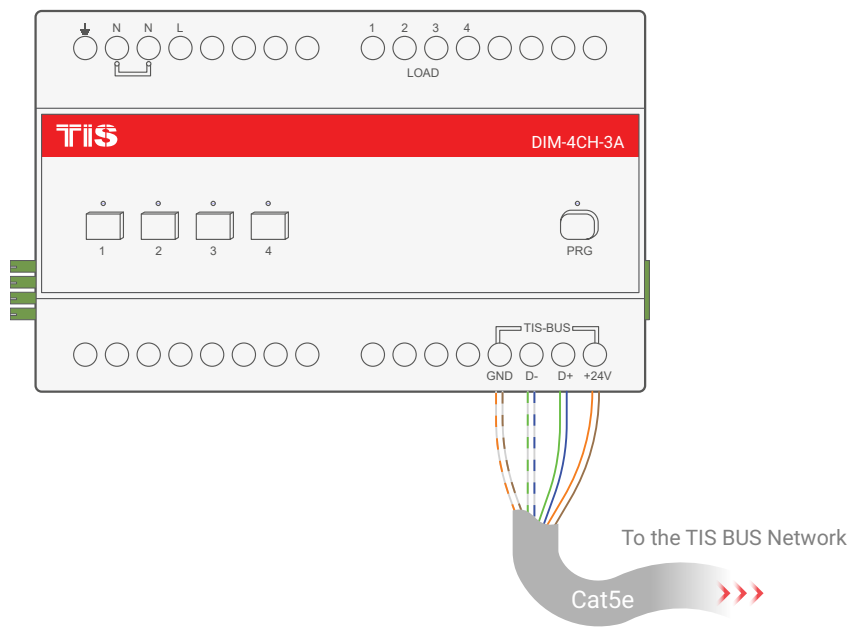 N N L 1 2 3 4
LOAD
TIS DIM-4CH-3A
1 2 3 4 PRG
TIS-BUS
GND D- D+ +24V
To the TIS BUS Network
Cat5e